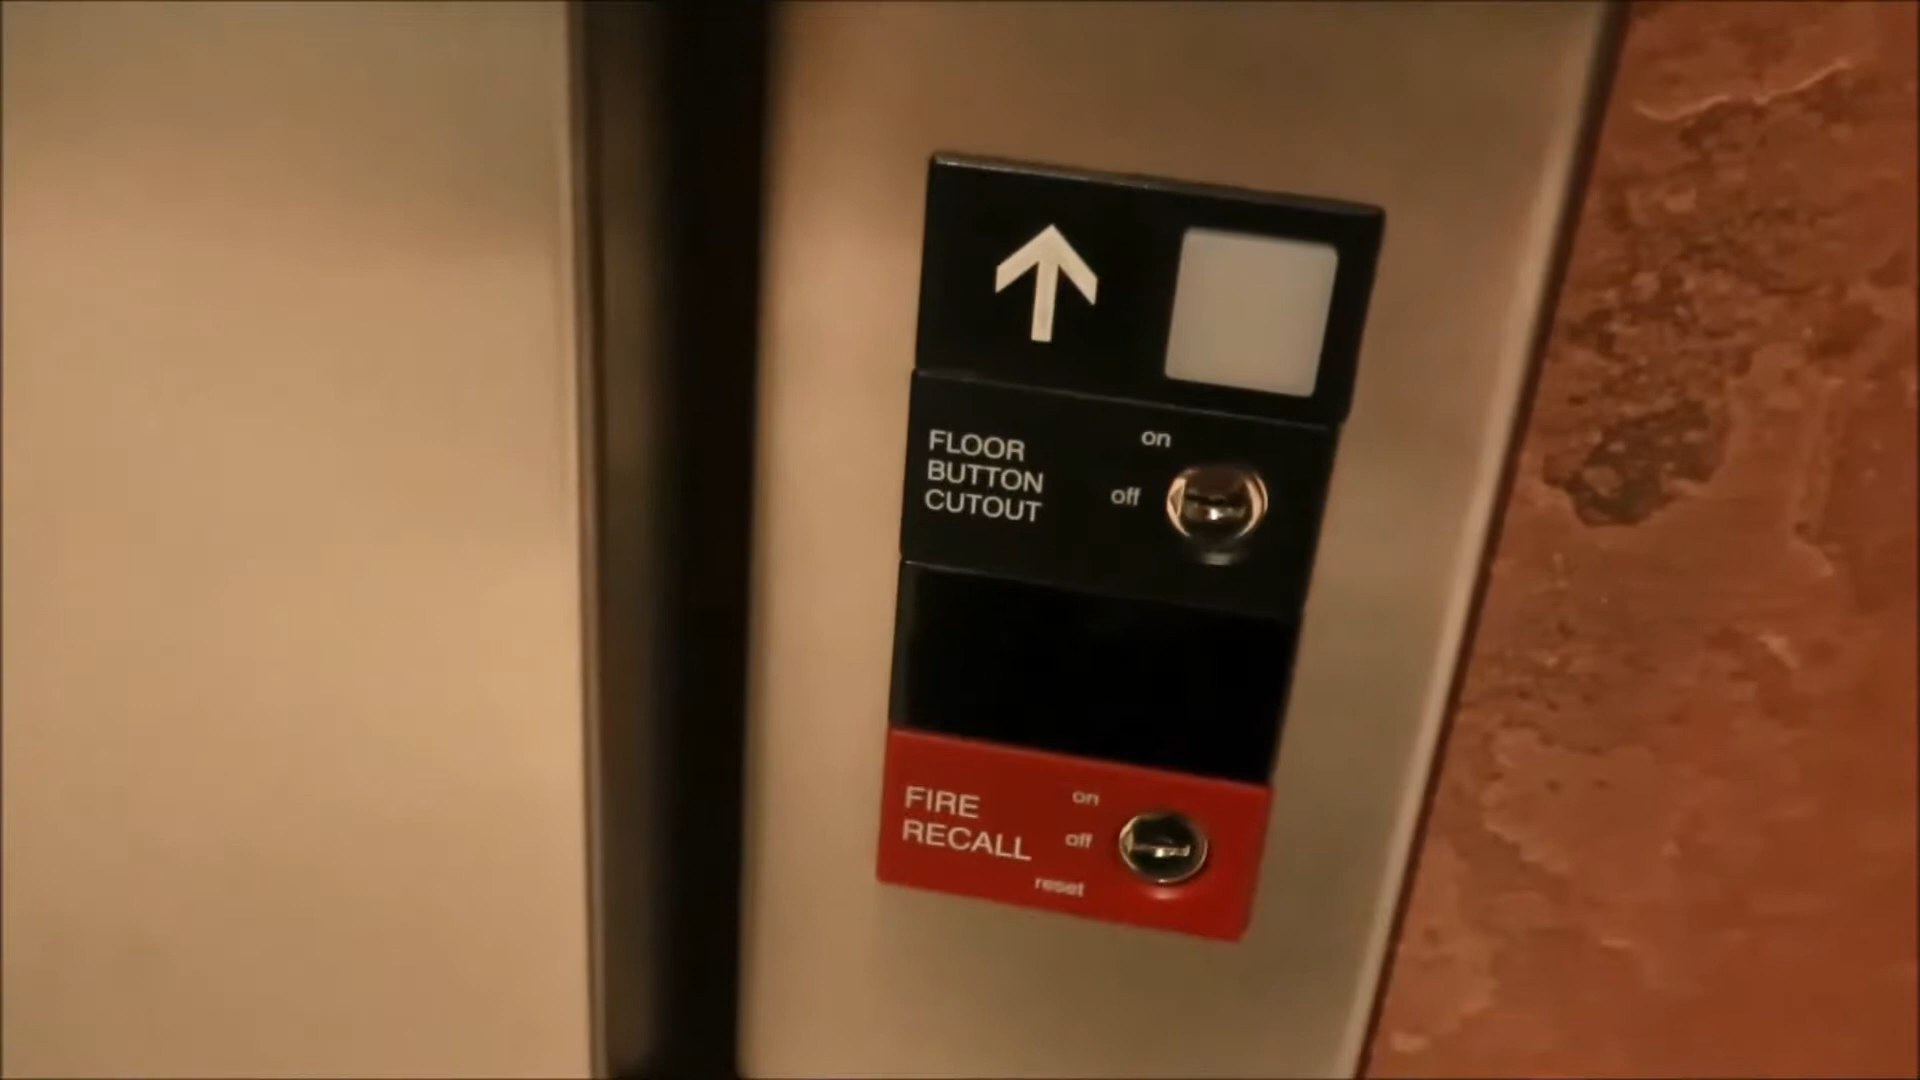 on
FLOOR
BUTTON
CUTOUT
off
on
FIRE
RECALL
off
reset